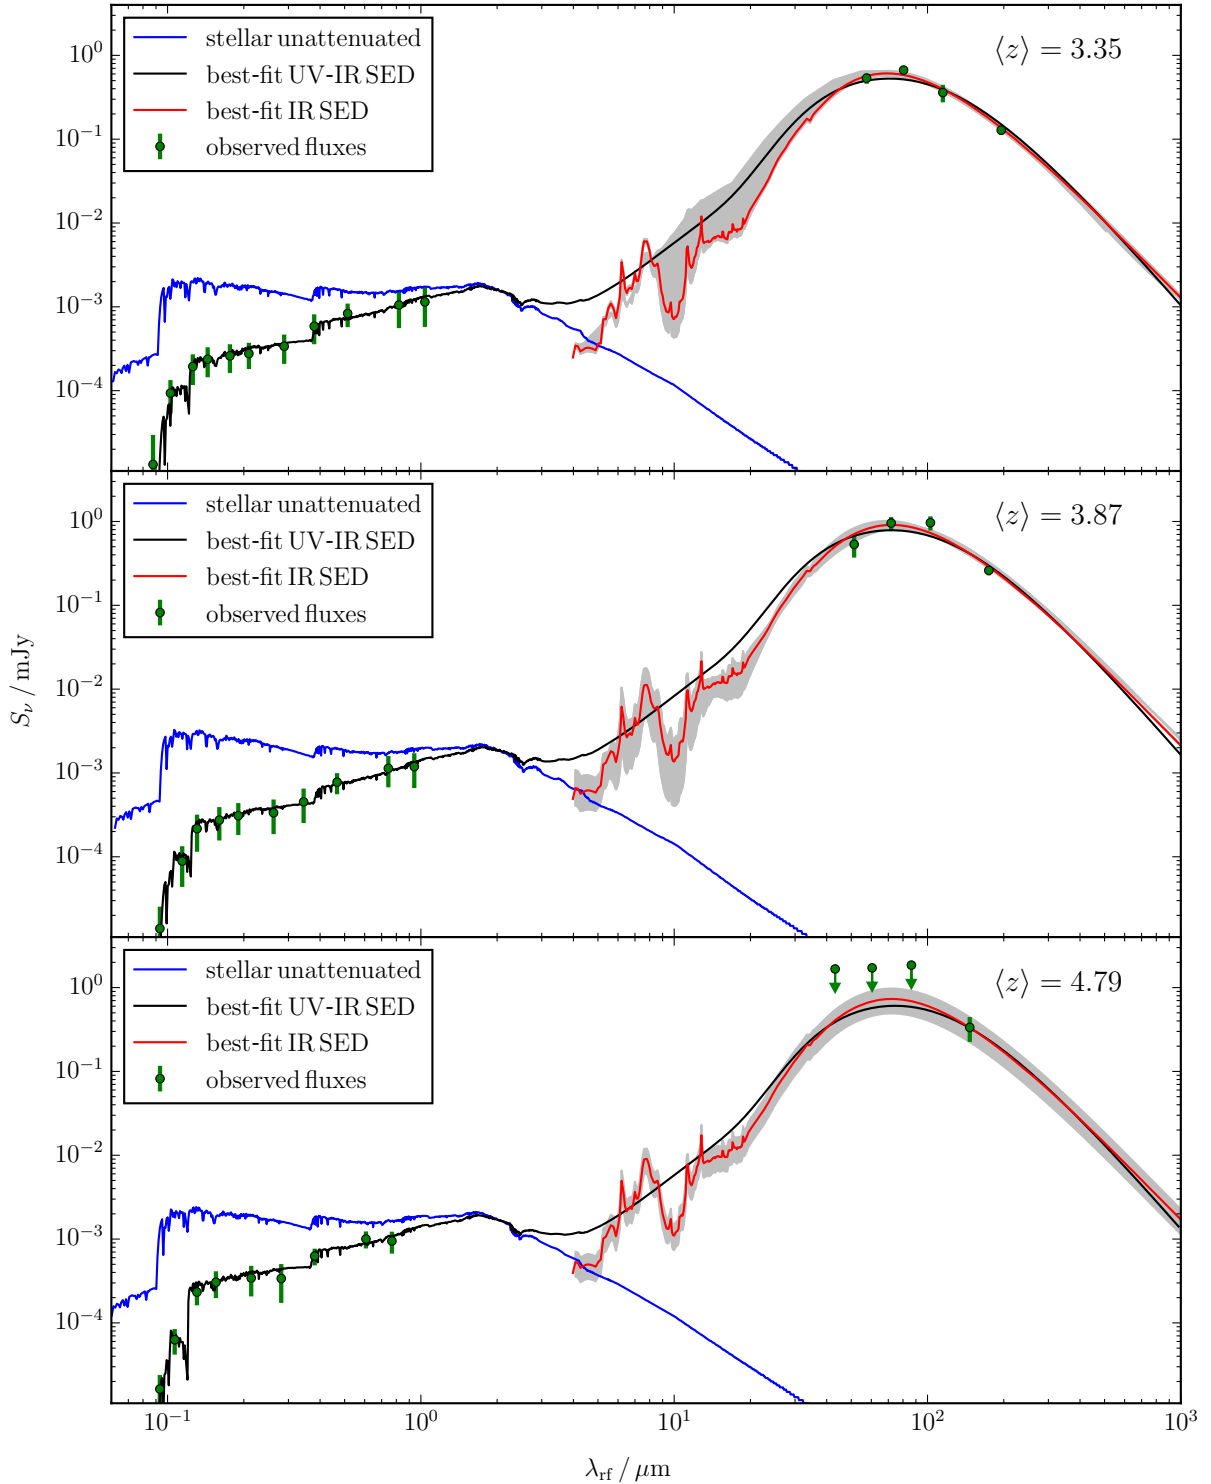 stellar unattenuated
best-fit UV-IR SED
best-fit IR SED
observed fluxes
⟨z⟩ = 3.35
10⁰
10⁻¹
10⁻²
10⁻³
10⁻⁴
stellar unattenuated
best-fit UV-IR SED
best-fit IR SED
observed fluxes
⟨z⟩ = 3.87
10⁰
10⁻¹
10⁻²
10⁻³
10⁻⁴
S_ν / mJy
stellar unattenuated
best-fit UV-IR SED
best-fit IR SED
observed fluxes
⟨z⟩ = 4.79
10⁰
10⁻¹
10⁻²
10⁻³
10⁻⁴
10⁻¹ 10⁰ 10¹ 10² 10³
λ_rf / μm